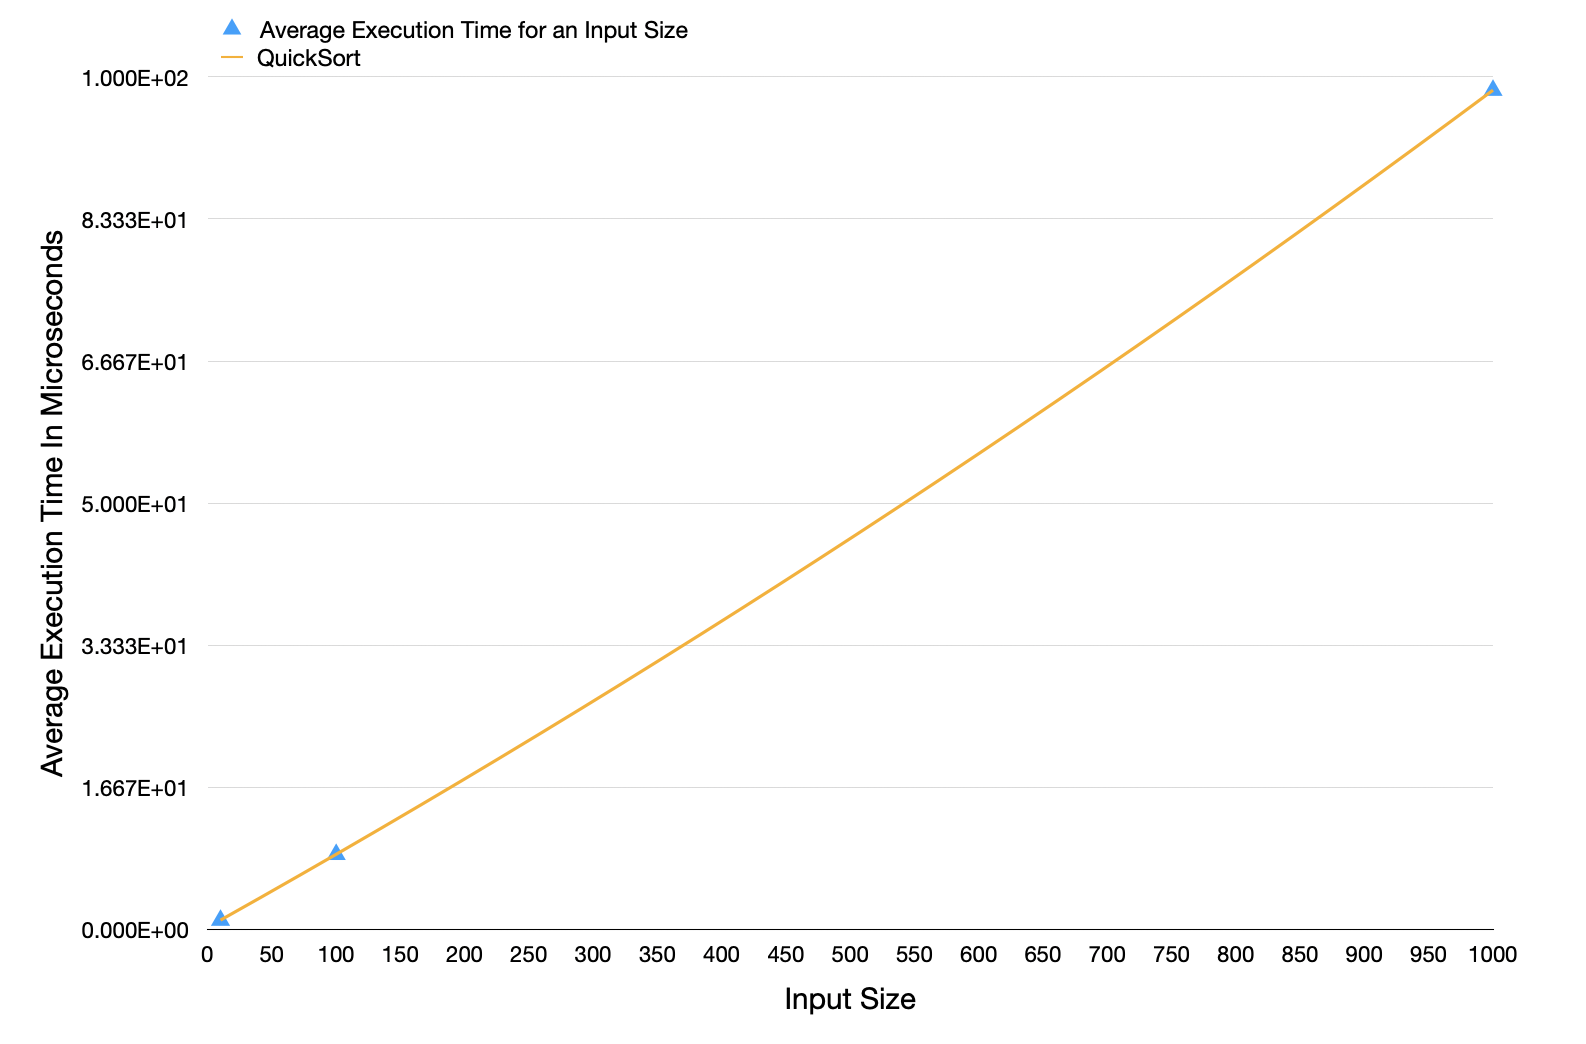 Average Execution Time for an Input Size
QuickSort
1.000E+02
8.333E+01
6.667E+01
5.000E+01
3.333E+01
1.667E+01
0.000E+00
Average Execution Time In Microseconds
0 50 100 150 200 250 300 350 400 450 500 550 600 650 700 750 800 850 900 950 1000
Input Size